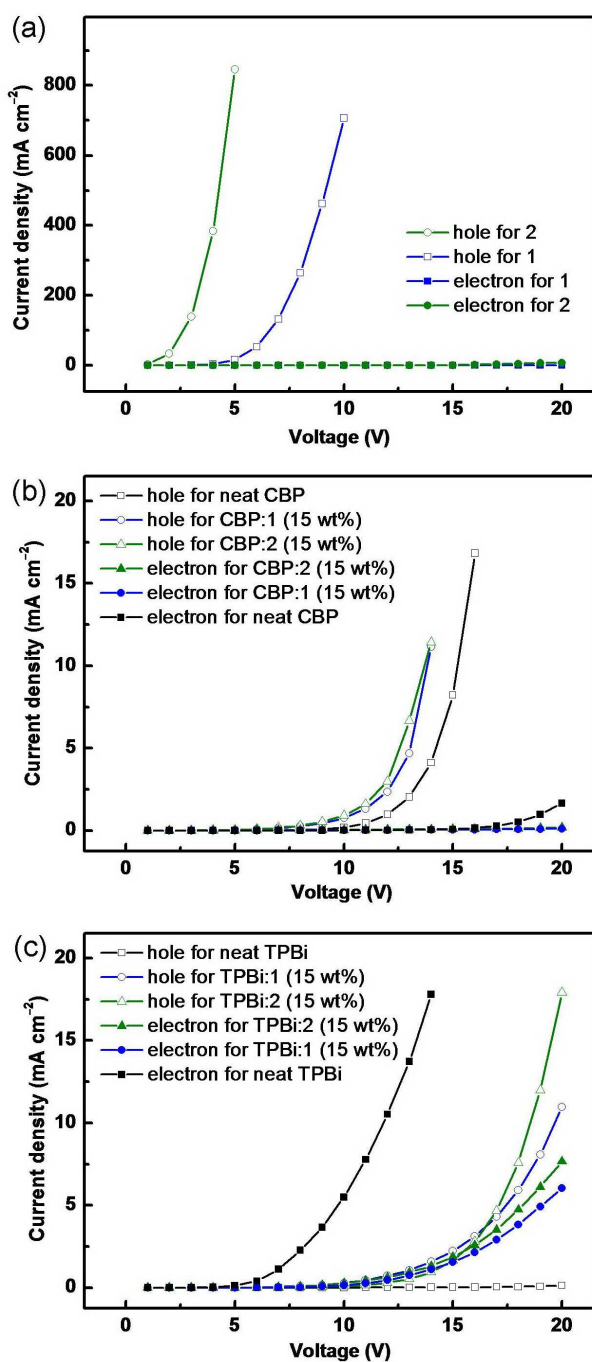 (a)
800
600
400
200
0
Current density (mA cm⁻²)
hole for 2
hole for 1
electron for 1
electron for 2
0 5 10 15 20
Voltage (V)
(b)
20
15
10
5
0
Current density (mA cm⁻²)
hole for neat CBP
hole for CBP:1 (15 wt%)
hole for CBP:2 (15 wt%)
electron for CBP:2 (15 wt%)
electron for CBP:1 (15 wt%)
electron for neat CBP
0 5 10 15 20
Voltage (V)
(c)
20
15
10
5
0
Current density (mA cm⁻²)
hole for neat TPBi
hole for TPBi:1 (15 wt%)
hole for TPBi:2 (15 wt%)
electron for TPBi:2 (15 wt%)
electron for TPBi:1 (15 wt%)
electron for neat TPBi
0 5 10 15 20
Voltage (V)